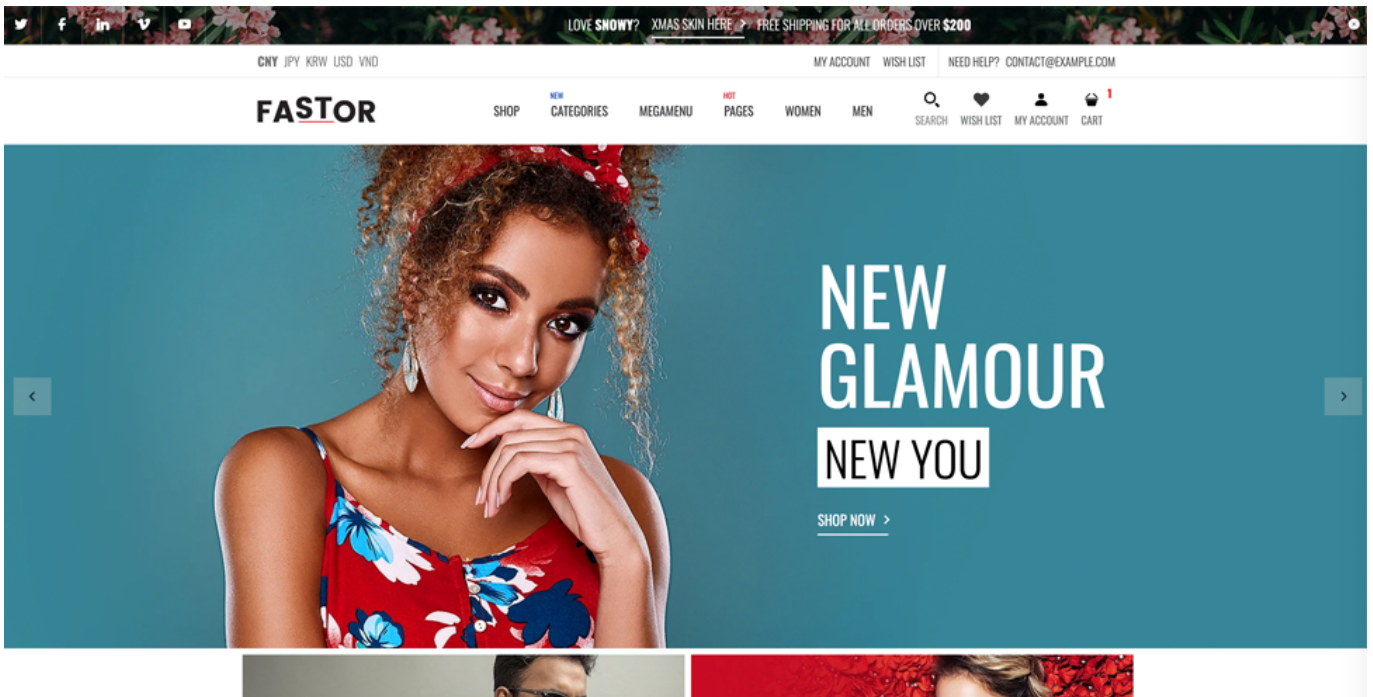 LOVE SNOWY? XMAS SKIN HERE > FREE SHIPPING FOR ALL ORDERS OVER $200
CNY JPY KRW USD VND
MY ACCOUNT WISH LIST NEED HELP? CONTACT@EXAMPLE.COM
FASTOR
SHOP
NEW
CATEGORIES
MEGAMENU
HOT
PAGES
WOMEN
MEN
SEARCH
WISH LIST
MY ACCOUNT
1
CART
NEW
GLAMOUR
NEW YOU
SHOP NOW >